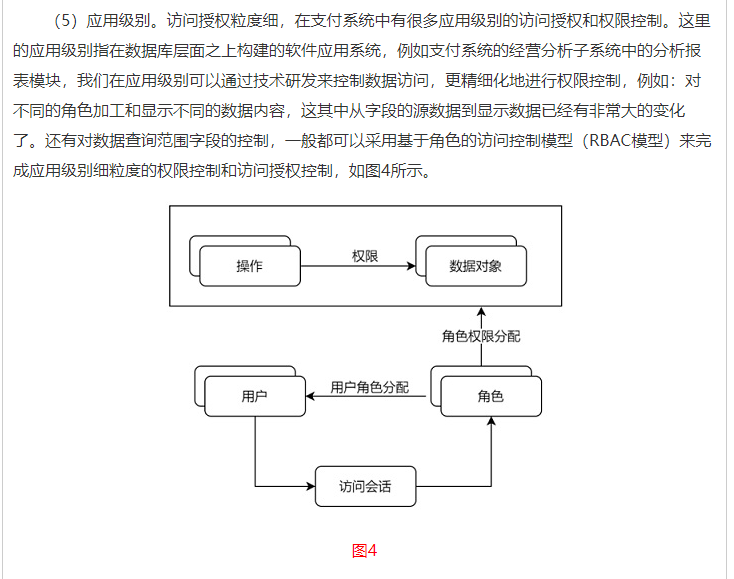 (5）应用级别。访问授权粒度细，在支付系统中有很多应用级别的访问授权和权限控制。这里
的应用级别指在数据库层面之上构建的软件应用系统，例如支付系统的经营分析子系统中的分析报
表模块，我们在应用级别可以通过技术研发来控制数据访问，更精细化地进行权限控制，例如：对
不同的角色加工和显示不同的数据内容，这其中从字段的源数据到显示数据已经有非常大的变化
了。还有对数据查询范围字段的控制，一般都可以采用基于角色的访问控制模型（RBAC模型）来完
成应用级别细粒度的权限控制和访问授权控制，如图4所示。
操作
权限
数据对象
角色权限分配
用户
用户角色分配
角色
访问会话
图4